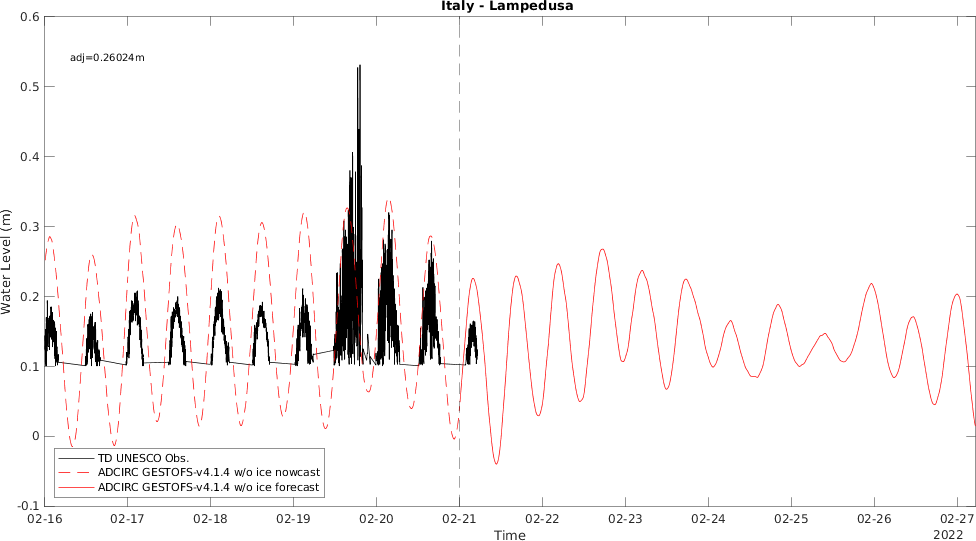 Italy - Lampedusa
adj=0.26024m
0.6
0.5
0.4
0.3
0.2
0.1
0
-0.1
Water Level (m)
TD UNESCO Obs.
ADCIRC GESTOFS-v4.1.4 w/o ice nowcast
ADCIRC GESTOFS-v4.1.4 w/o ice forecast
02-16 02-17 02-18 02-19 02-20 02-21 02-22 02-23 02-24 02-25 02-26 02-27
Time
2022